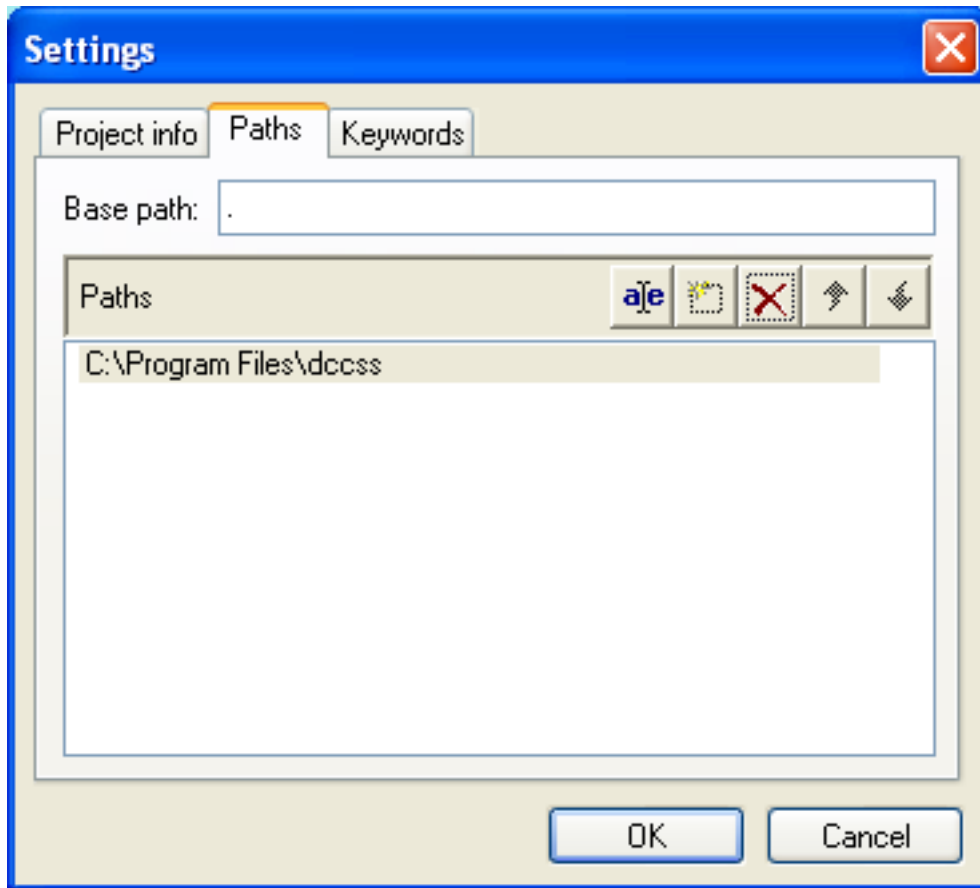 Settings
Project info Paths Keywords
Base path: .
Paths a]e
C:\Program Files\dccss
OK Cancel